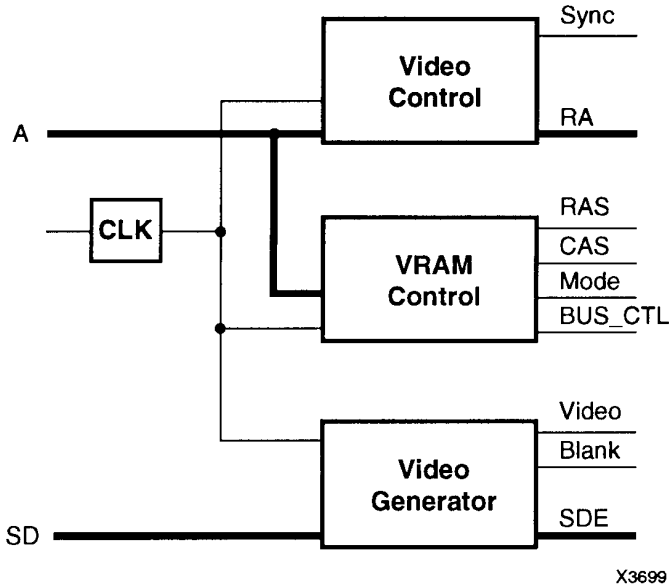 Sync
Video
Control
A
RA
RAS
CLK
CAS
VRAM
Control
Mode
BUS_CTL
Video
Blank
Video
Generator
SD
SDE
X3699